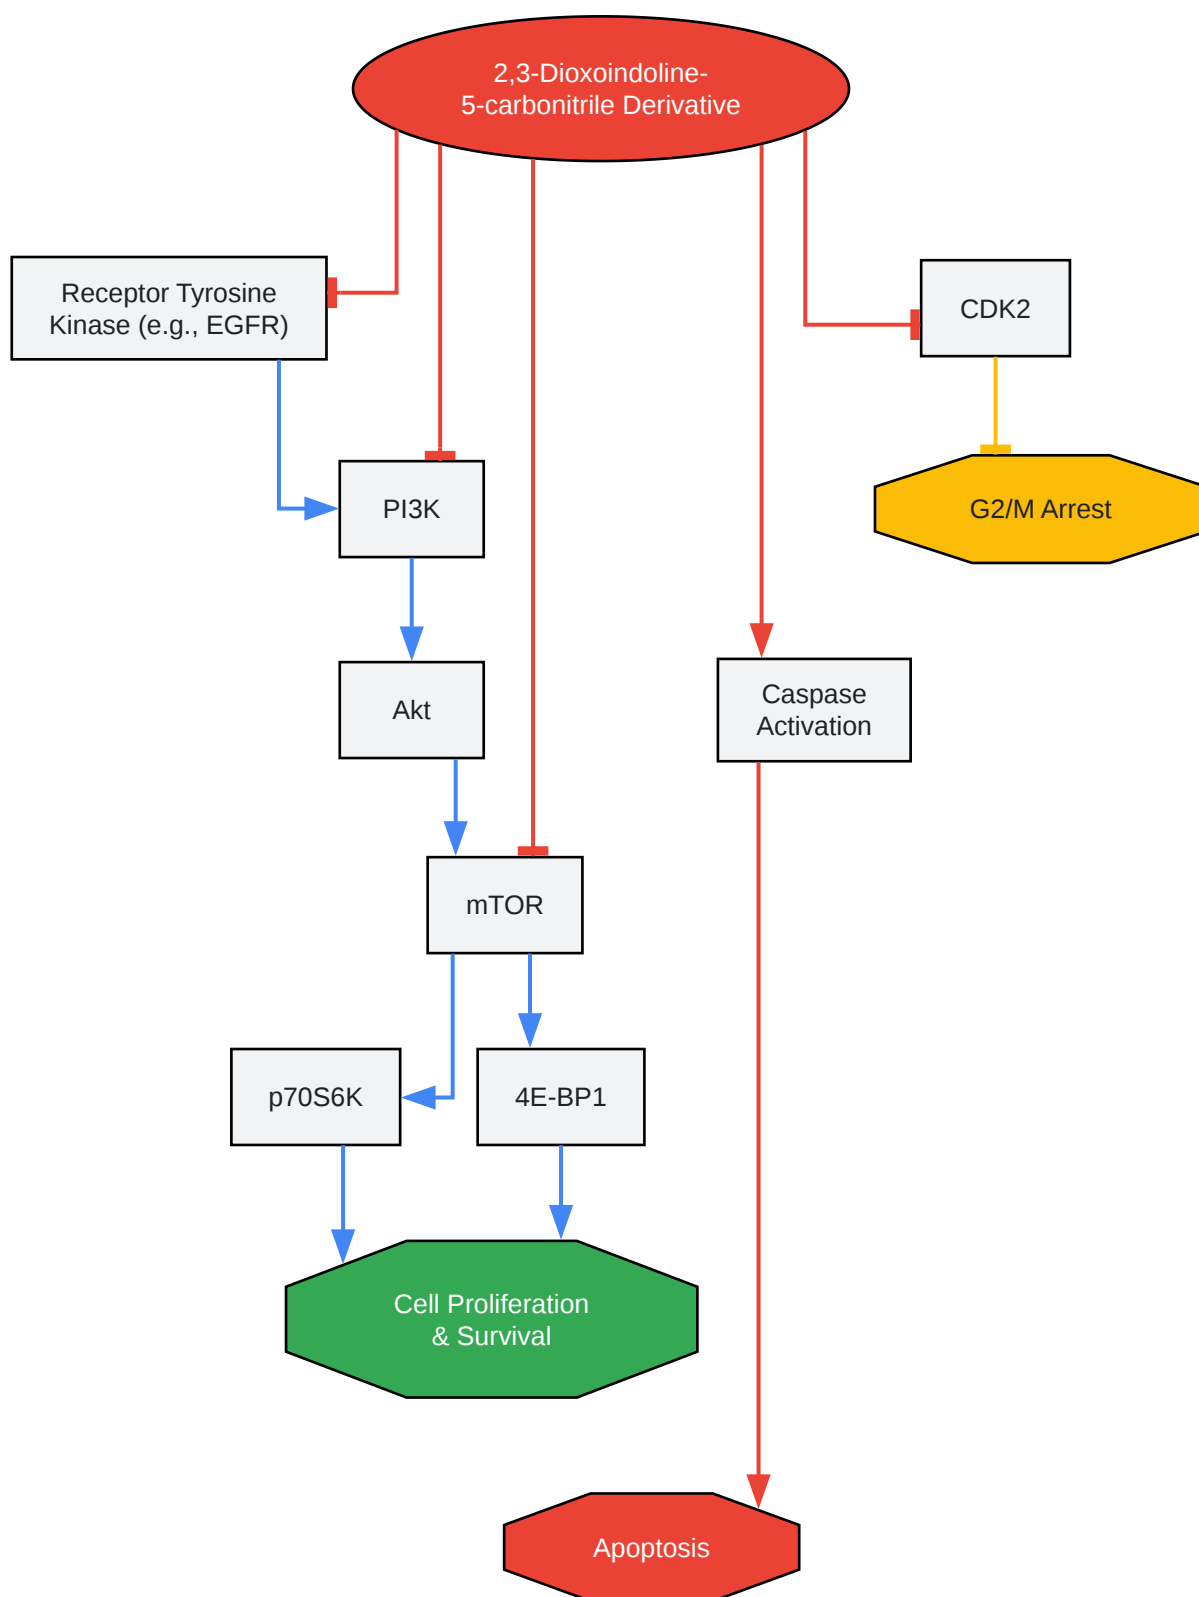 2,3-Dioxoindoline-
5-carbonitrile Derivative
Receptor Tyrosine
Kinase (e.g., EGFR)
CDK2
PI3K
G2/M Arrest
Akt
Caspase
Activation
mTOR
p70S6K
4E-BP1
Cell Proliferation
& Survival
Apoptosis